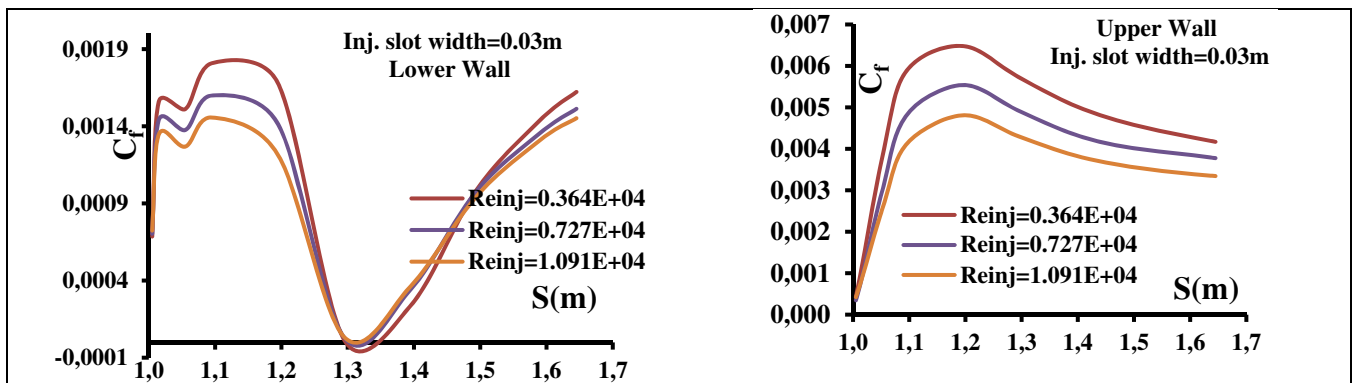 Inj. slot width=0.03m
Lower Wall
C_f
0,0019
0,0014
0,0009
0,0004
-0,0001
Reinj=0.364E+04
Reinj=0.727E+04
Reinj=1.091E+04
S(m)
1,0 1,1 1,2 1,3 1,4 1,5 1,6 1,7
Upper Wall
Inj. slot width=0.03m
C_f
0,007
0,006
0,005
0,004
0,003
0,002
0,001
0,000
Reinj=0.364E+04
Reinj=0.727E+04
Reinj=1.091E+04
S(m)
1,0 1,1 1,2 1,3 1,4 1,5 1,6 1,7